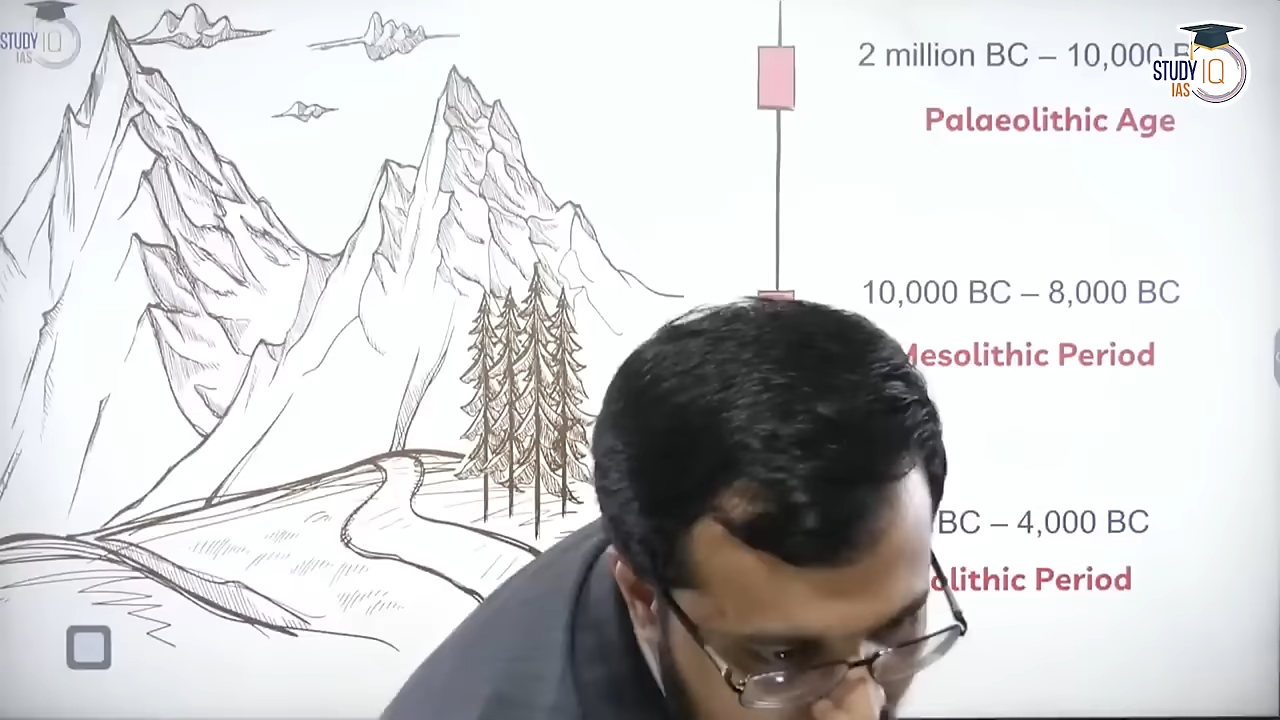 STUDY IQ
IAS
2 million BC – 10,000
STUDY IQ
IAS
Palaeolithic Age
10,000 BC – 8,000 BC
Mesolithic Period
BC – 4,000 BC
Period